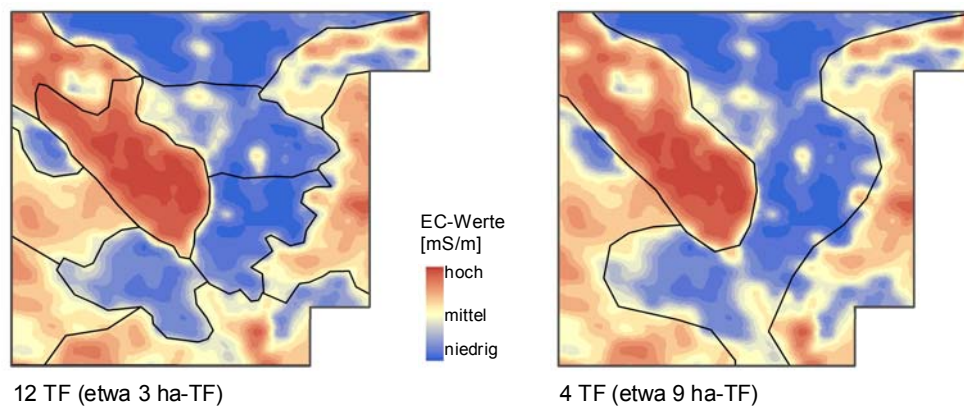 EC-Werte
[mS/m]
hoch
mittel
niedrig
12 TF (etwa 3 ha-TF)
4 TF (etwa 9 ha-TF)